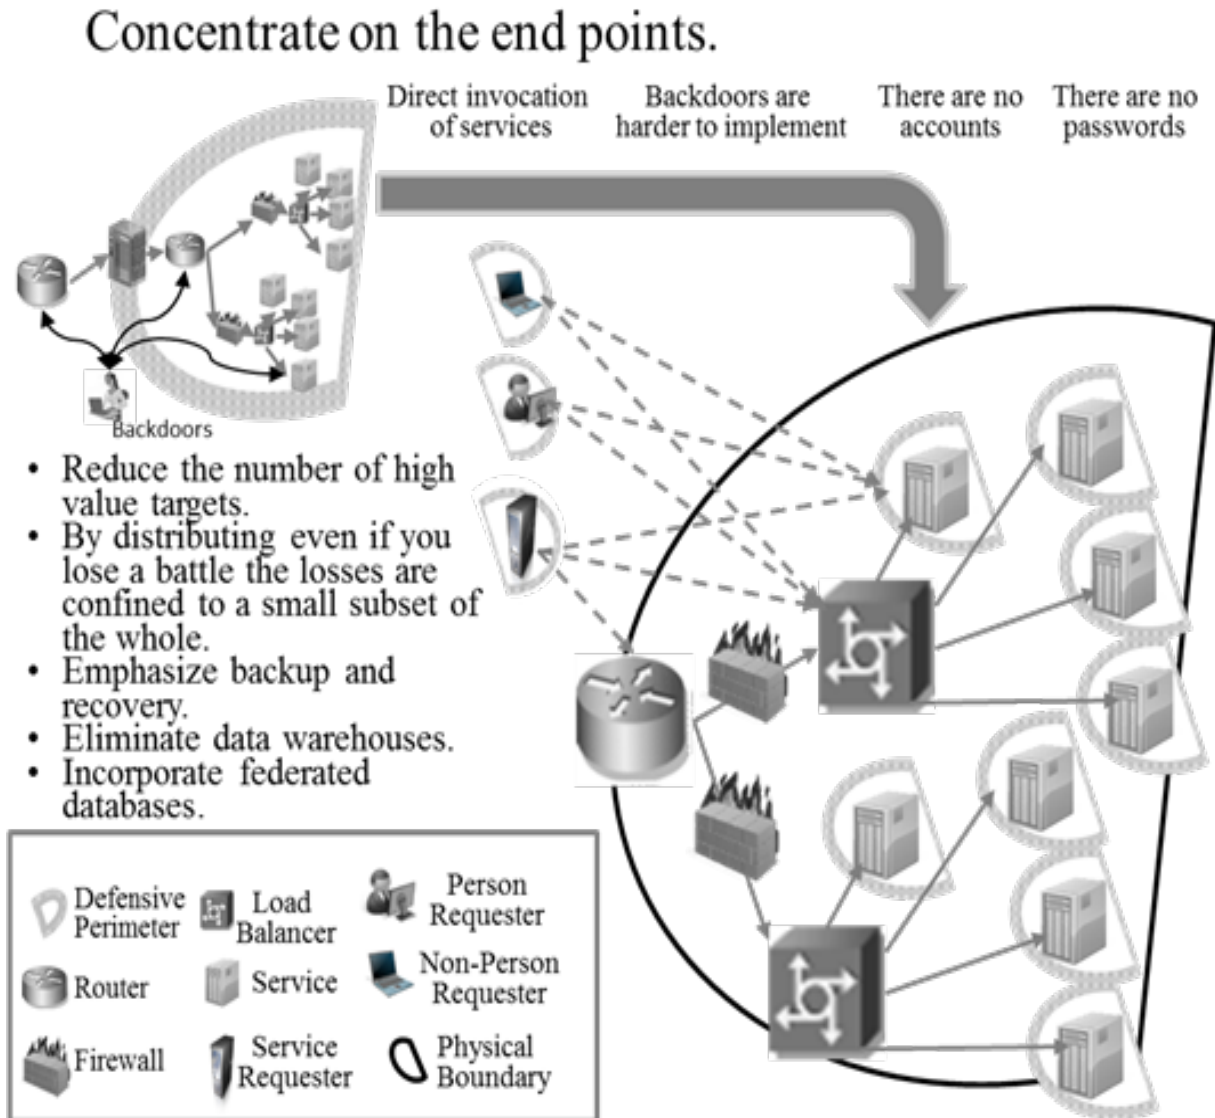 Concentrate on the end points.
Direct invocation
of services
Backdoors are
harder to implement
There are no
accounts
There are no
passwords
Backdoors
• Reduce the number of high
value targets.
• By distributing even if you
lose a battle the losses are
confined to a small subset of
the whole.
• Emphasize backup and
recovery.
• Eliminate data warehouses.
• Incorporate federated
databases.
Defensive
Perimeter
Load
Balancer
Person
Requester
Router
Service
Non-Person
Requester
Firewall
Service
Requester
Physical
Boundary